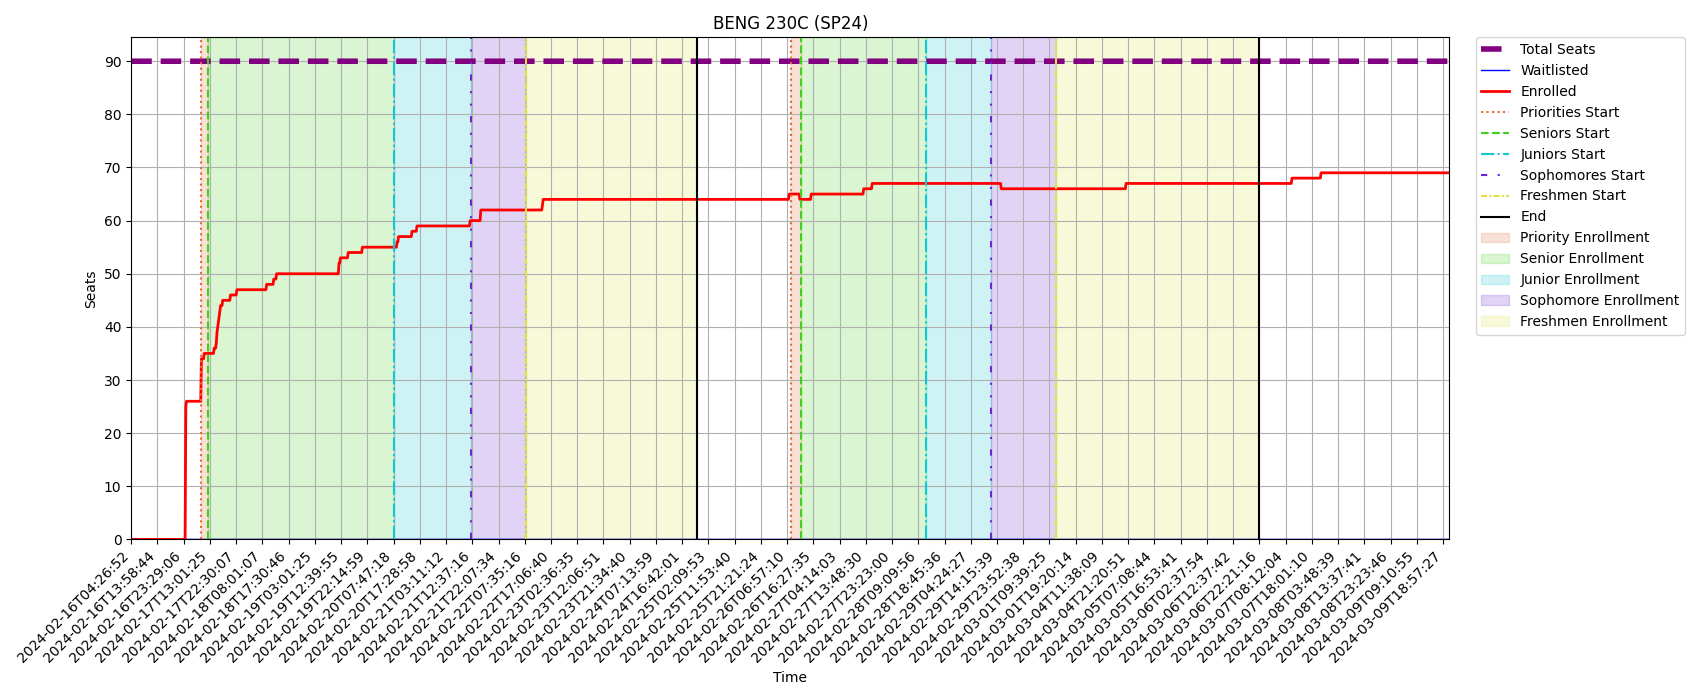 BENG 230C (SP24)
Seats
90
80
70
60
50
40
30
20
10
0
2024-02-16T04:26:52
2024-02-16T13:58:44
2024-02-16T23:29:06
2024-02-17T13:01:25
2024-02-17T22:30:07
2024-02-18T08:01:07
2024-02-18T17:30:46
2024-02-19T03:01:25
2024-02-19T12:39:55
2024-02-19T22:14:59
2024-02-20T07:47:18
2024-02-20T17:28:58
2024-02-21T03:11:12
2024-02-21T12:37:16
2024-02-21T22:07:34
2024-02-22T07:35:16
2024-02-22T17:06:40
2024-02-23T02:36:35
2024-02-23T12:06:51
2024-02-23T21:34:40
2024-02-24T07:13:59
2024-02-24T16:42:01
2024-02-25T02:09:53
2024-02-25T11:53:40
2024-02-25T21:21:24
2024-02-26T06:57:10
2024-02-26T16:27:35
2024-02-27T04:14:03
2024-02-27T13:48:30
2024-02-27T23:23:00
2024-02-28T09:09:56
2024-02-28T18:45:36
2024-02-29T04:24:27
2024-02-29T14:15:39
2024-02-29T23:52:38
2024-03-01T09:39:25
2024-03-01T19:20:14
2024-03-04T11:38:09
2024-03-04T21:20:51
2024-03-05T07:08:44
2024-03-05T16:53:41
2024-03-06T02:37:54
2024-03-06T12:37:42
2024-03-06T22:21:16
2024-03-07T08:12:04
2024-03-07T18:01:10
2024-03-08T03:48:39
2024-03-08T13:37:41
2024-03-08T23:23:46
2024-03-09T09:10:55
2024-03-09T18:57:27
Time
Total Seats
Waitlisted
Enrolled
Priorities Start
Seniors Start
Juniors Start
Sophomores Start
Freshmen Start
End
Priority Enrollment
Senior Enrollment
Junior Enrollment
Sophomore Enrollment
Freshmen Enrollment